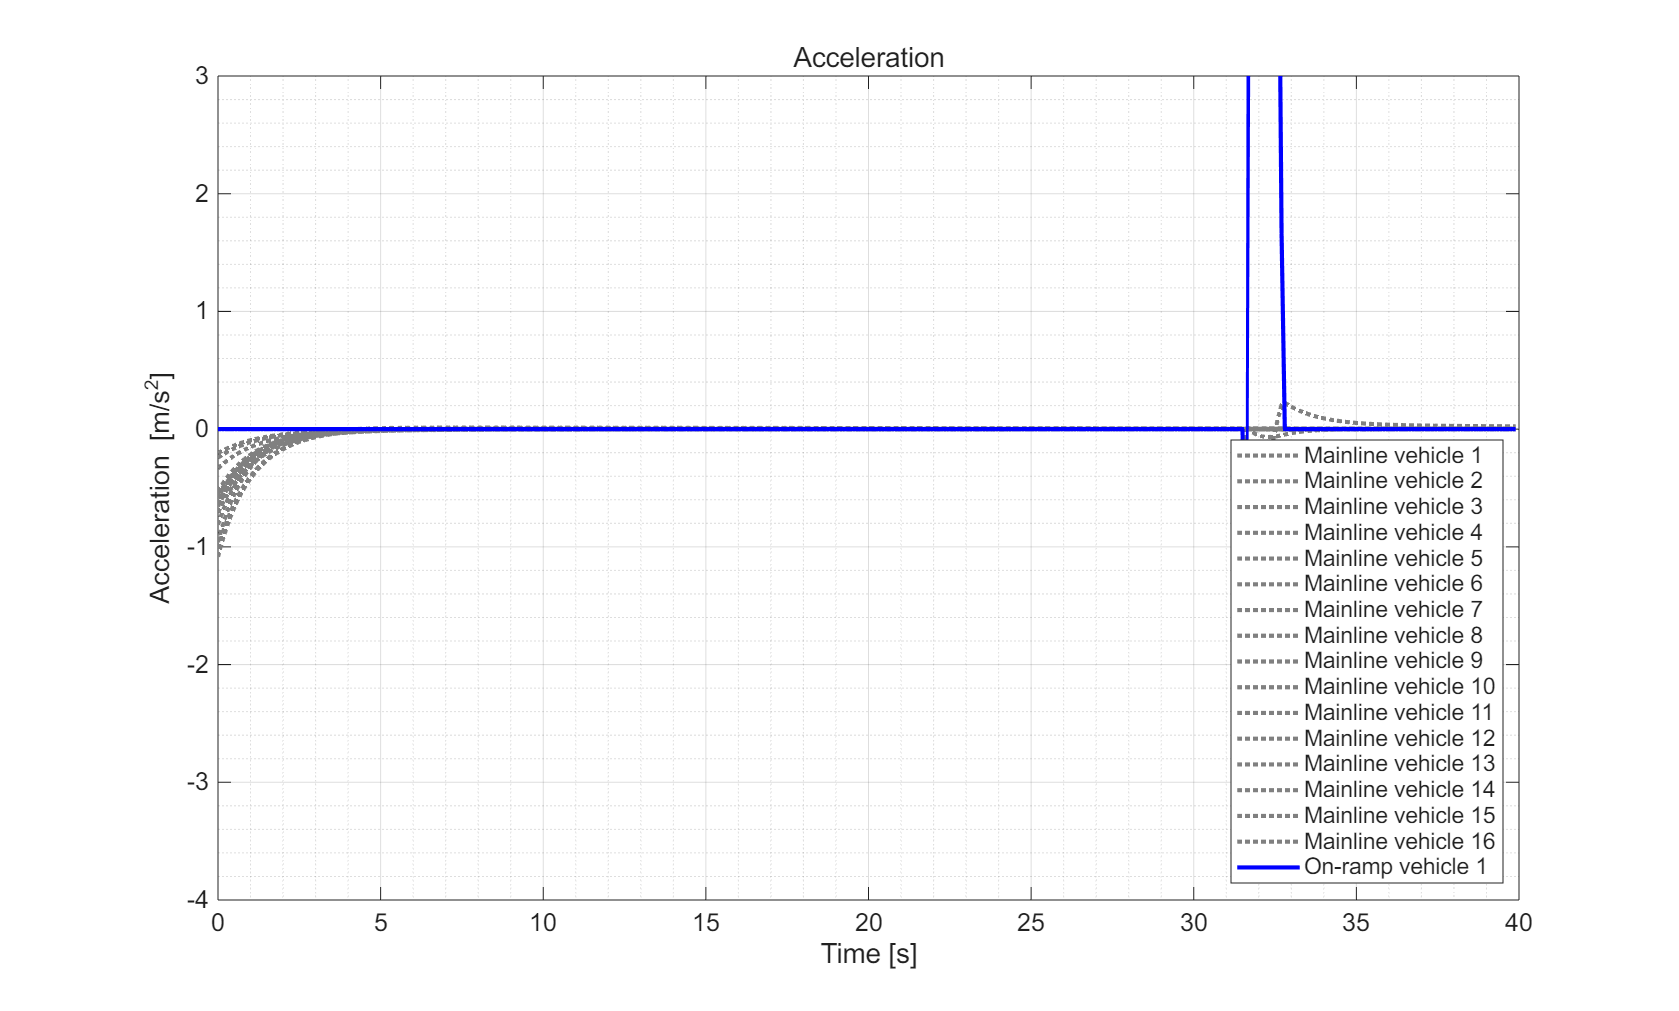 Acceleration
3
2
1
0
-1
-2
-3
-4
Acceleration [m/s²]
0 5 10 15 20 25 30 35 40
Time [s]
Mainline vehicle 1
Mainline vehicle 2
Mainline vehicle 3
Mainline vehicle 4
Mainline vehicle 5
Mainline vehicle 6
Mainline vehicle 7
Mainline vehicle 8
Mainline vehicle 9
Mainline vehicle 10
Mainline vehicle 11
Mainline vehicle 12
Mainline vehicle 13
Mainline vehicle 14
Mainline vehicle 15
Mainline vehicle 16
On-ramp vehicle 1